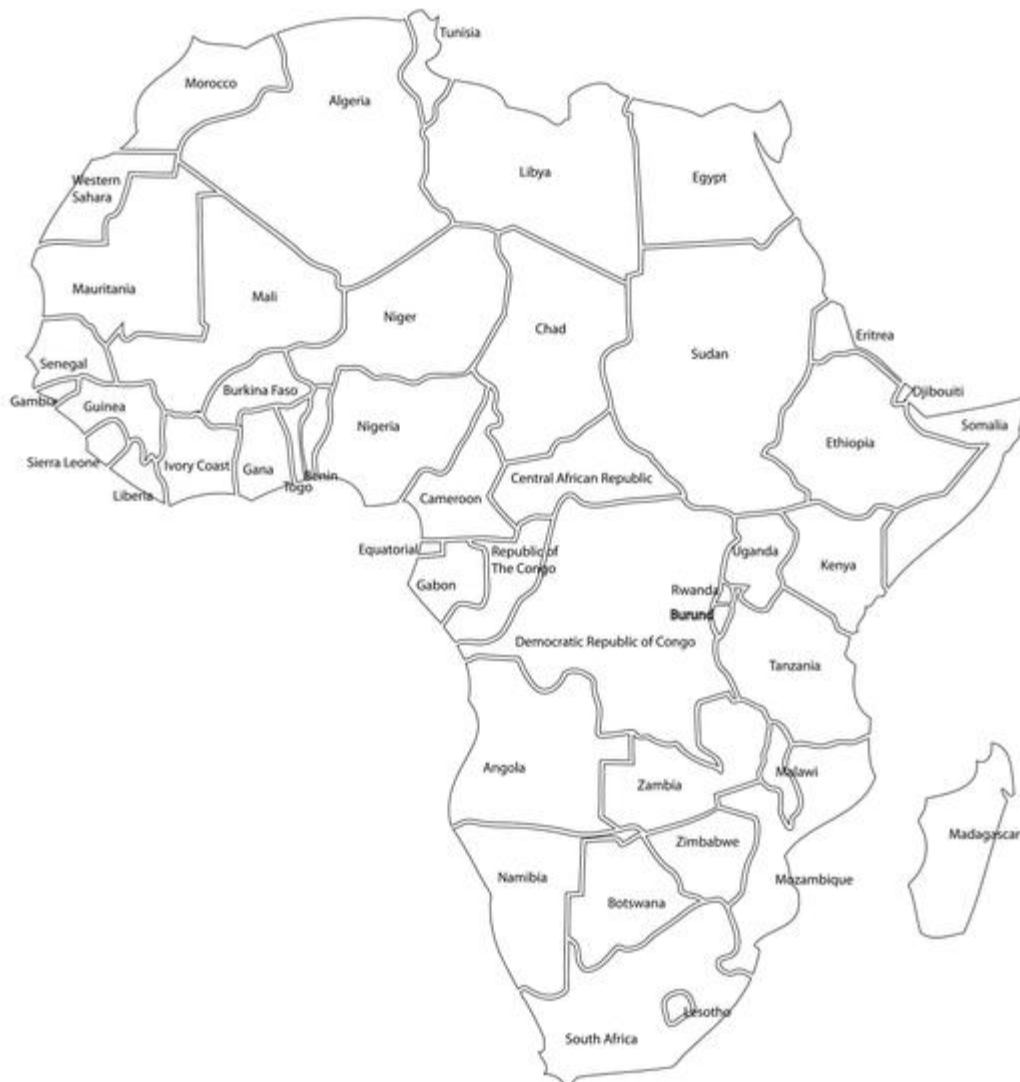 Tunisia
Morocco
Algeria
Libya
Egypt
Western
Sahara
Mauritania
Mali
Niger
Chad
Sudan
Eritrea
Senegal
Burkina Faso
Djibouiti
Gambia
Guinea
Nigeria
Ethiopia
Somalia
Sierra Leone
Ivory Coast
Gana
Benin
Togo
Liberia
Central African Republic
Cameroon
Equatorial
Republic of
The Congo
Uganda
Kenya
Gabon
Rwanda
Burund
Democratic Republic of Congo
Tanzania
Angola
Zambia
Malawi
Madagascar
Zimbabwe
Mozambique
Namibia
Botswana
Lesotho
South Africa